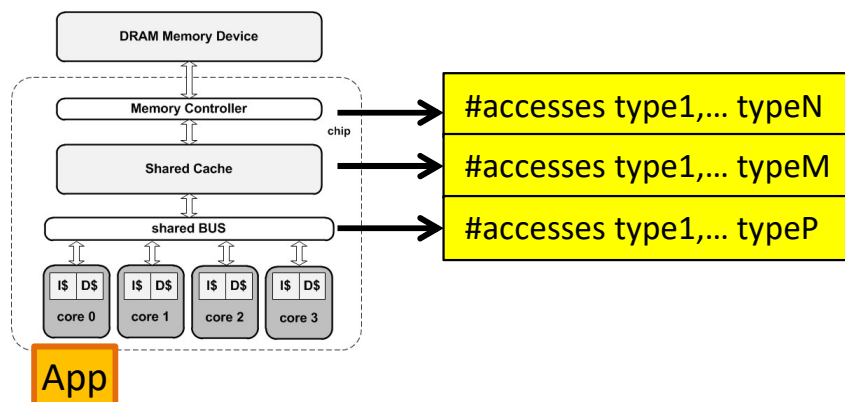 DRAM Memory Device
Memory Controller
chip
Shared Cache
shared BUS
I$ D$ I$ D$ I$ D$ I$ D$
core 0 core 1 core 2 core 3
App
#accesses type1,... typeN
#accesses type1,... typeM
#accesses type1,... typeP